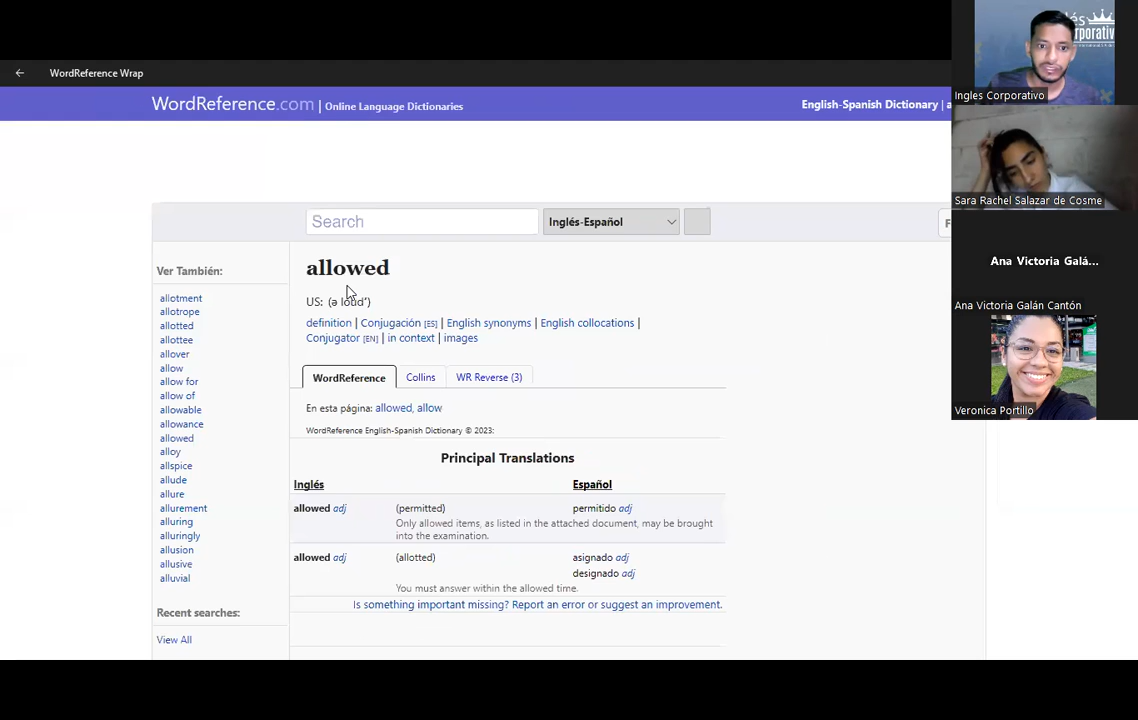 WordReference Wrap
WordReference.com | Online Language Dictionaries
English-Spanish Dictionary | a
Search
Inglés-Español
F
Ver También:
allotment
allotrope
allotted
allottee
allover
allow
allow for
allow of
allowable
allowance
allowed
alloy
allspice
allude
allure
allurement
alluring
alluringly
allusion
allusive
alluvial
Recent searches:
View All
allowed
US: (ə loud′)
definition | Conjugación [ES] | English synonyms | English collocations |
Conjugator [EN] | in context | images
WordReference
Collins
WR Reverse (3)
En esta página: allowed, allow
WordReference English-Spanish Dictionary © 2023:
Principal Translations
Inglés Español
allowed adj (permitted) permitido adj
Only allowed items, as listed in the attached document, may be brought
into the examination.
allowed adj (allotted) asignado adj
designado adj
You must answer within the allowed time.
Is something important missing? Report an error or suggest an improvement.
és
rporativo
Ingles Corporativo
Sara Rachel Salazar de Cosme
Ana Victoria Galá...
Ana Victoria Galán Cantón
Veronica Portillo